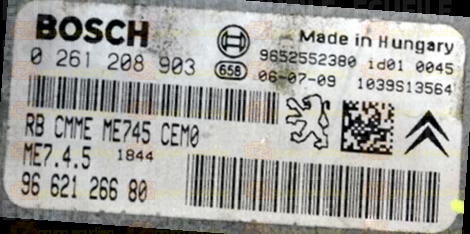 BOSCH
Made in Hungary
0 261 208 903
658
9652552380 1d01 0045
06-07-09 1039S13564
RB CMME ME745 CEM0
ME7.4.5 1844
96 621 266 80